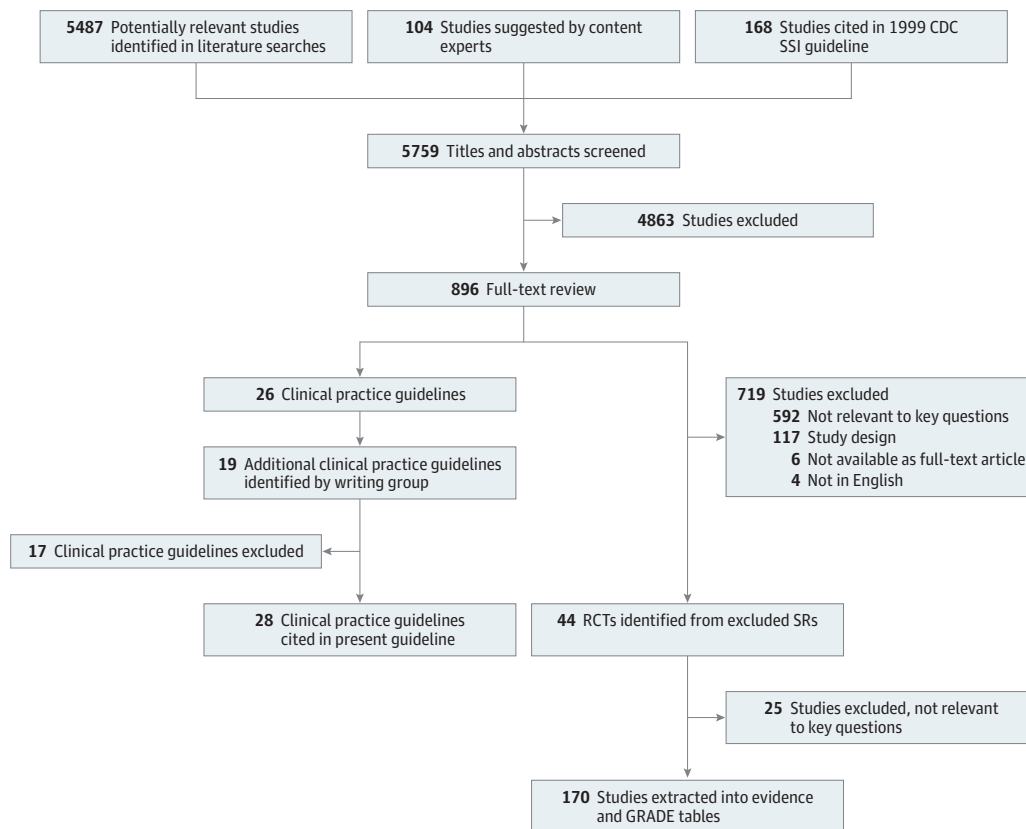 5487 Potentially relevant studies
identified in literature searches
104 Studies suggested by content
experts
168 Studies cited in 1999 CDC
SSI guideline
5759 Titles and abstracts screened
4863 Studies excluded
896 Full-text review
26 Clinical practice guidelines
719 Studies excluded
592 Not relevant to key questions
117 Study design
6 Not available as full-text article
4 Not in English
19 Additional clinical practice guidelines
identified by writing group
17 Clinical practice guidelines excluded
28 Clinical practice guidelines
cited in present guideline
44 RCTs identified from excluded SRs
25 Studies excluded, not relevant
to key questions
170 Studies extracted into evidence
and GRADE tables